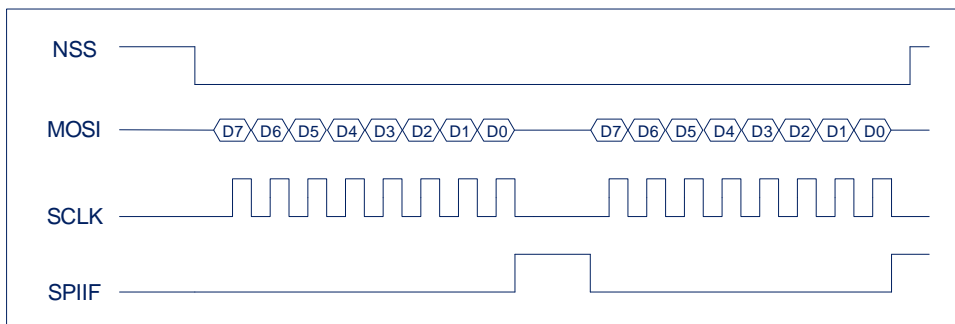 NSS
MOSI D7 D6 D5 D4 D3 D2 D1 D0 D7 D6 D5 D4 D3 D2 D1 D0
SCLK
SPIIF